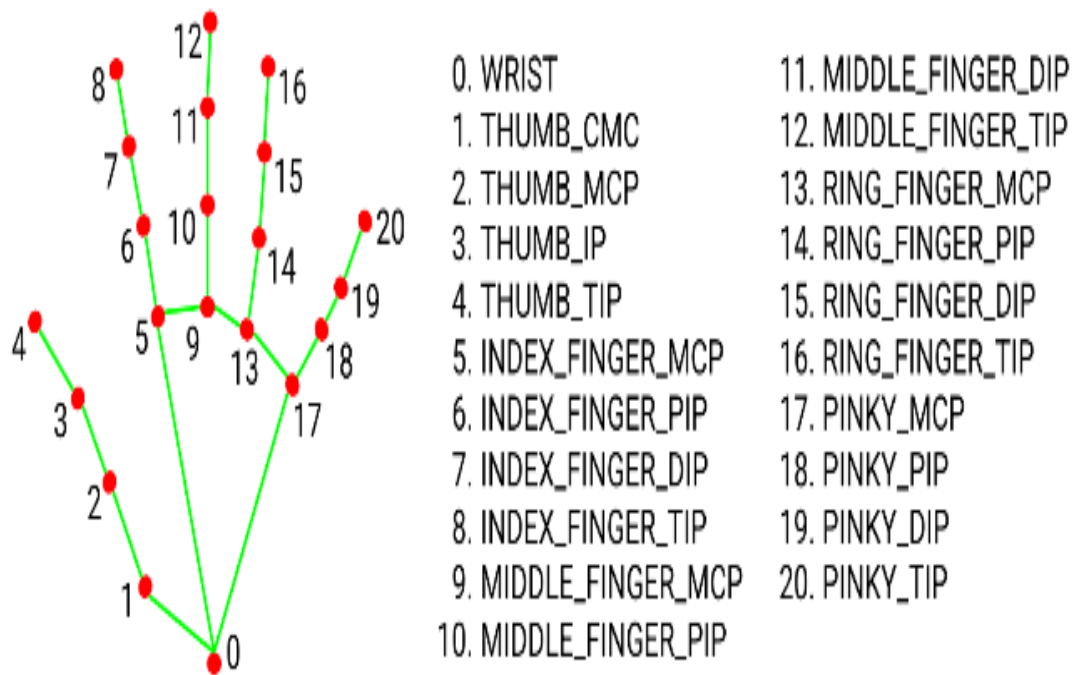 12
8
16
11
7
15
10
6
14
20
19
4
5
9
13
18
3
17
2
1
0
0. WRIST
1. THUMB_CMC
2. THUMB_MCP
3. THUMB_IP
4. THUMB_TIP
5. INDEX_FINGER_MCP
6. INDEX_FINGER_PIP
7. INDEX_FINGER_DIP
8. INDEX_FINGER_TIP
9. MIDDLE_FINGER_MCP
10. MIDDLE_FINGER_PIP
11. MIDDLE_FINGER_DIP
12. MIDDLE_FINGER_TIP
13. RING_FINGER_MCP
14. RING_FINGER_PIP
15. RING_FINGER_DIP
16. RING_FINGER_TIP
17. PINKY_MCP
18. PINKY_PIP
19. PINKY_DIP
20. PINKY_TIP